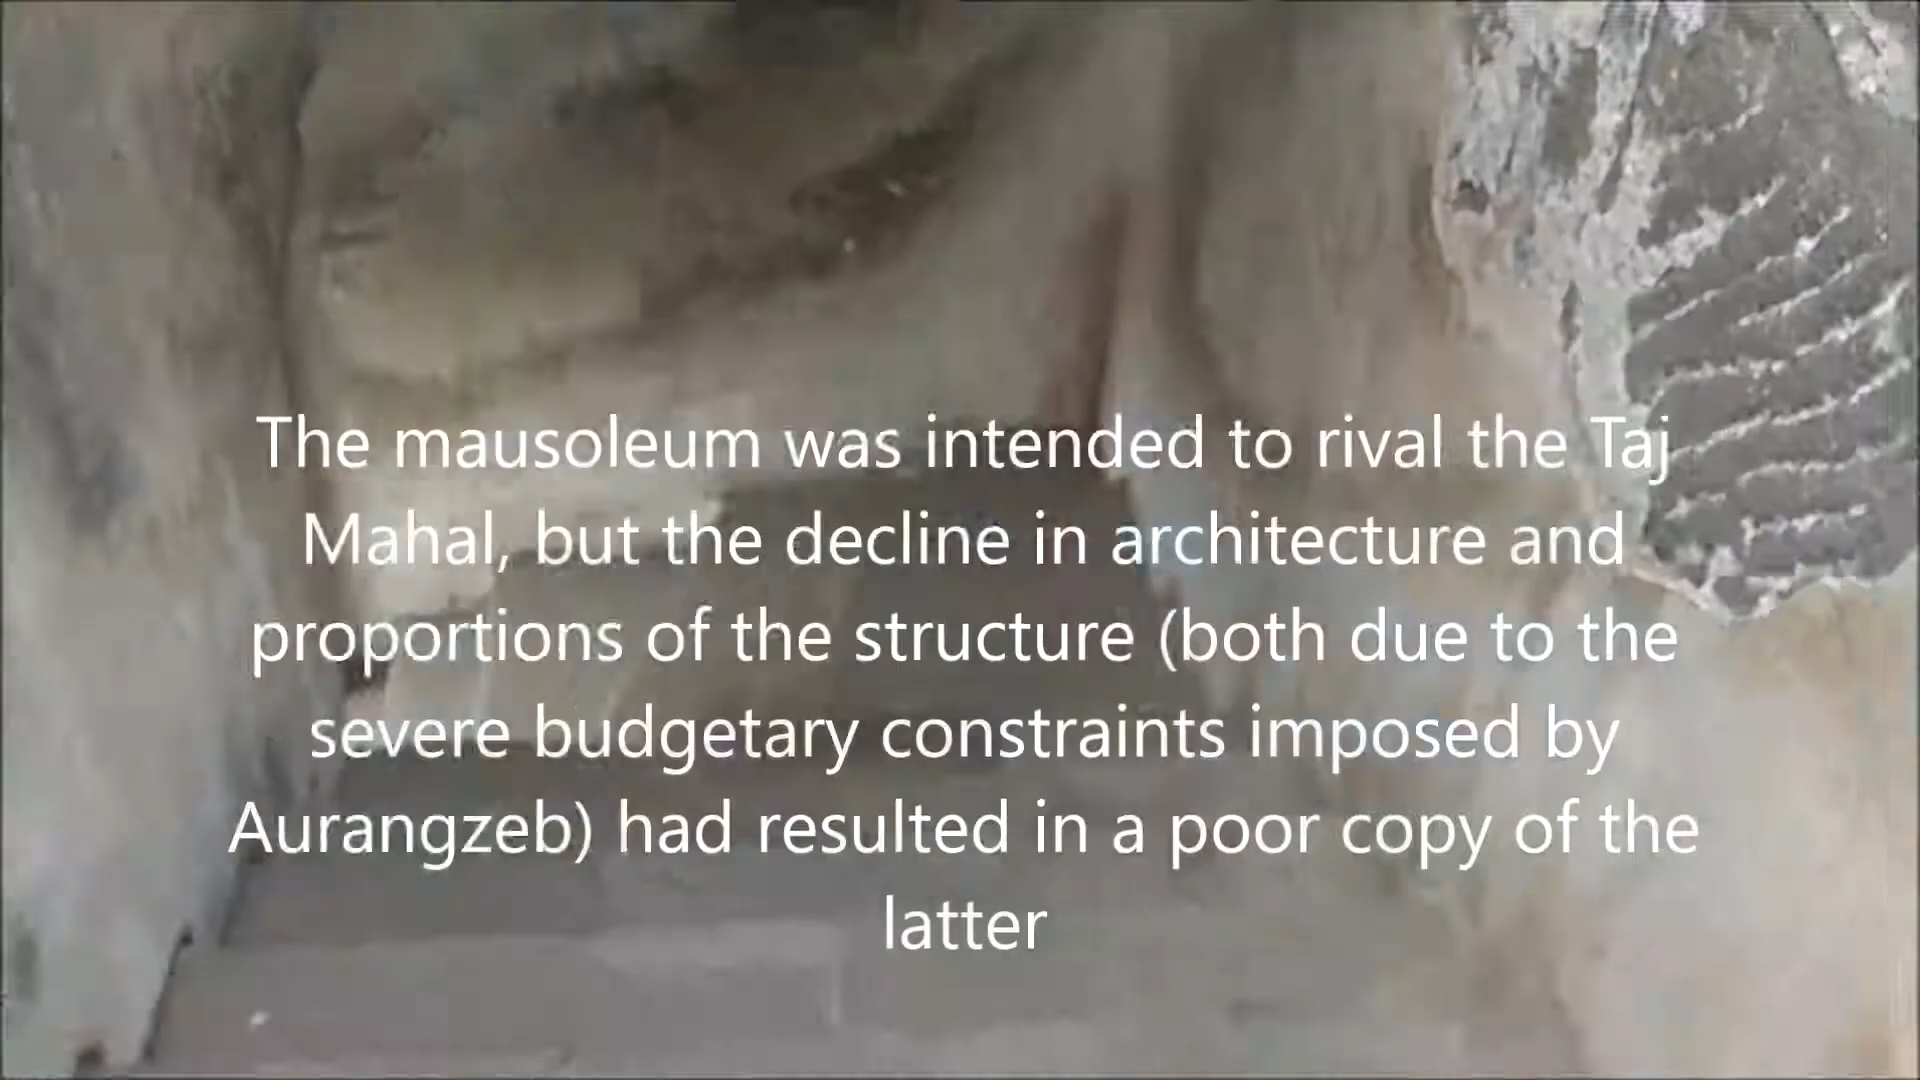 The mausoleum was intended to rival the Taj
Mahal, but the decline in architecture and
proportions of the structure (both due to the
severe budgetary constraints imposed by
Aurangzeb) had resulted in a poor copy of the
latter